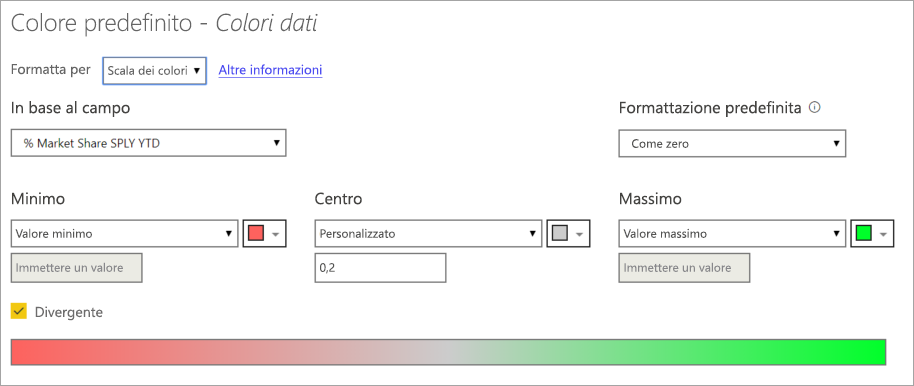 Colore predefinito - Colori dati
Formatta per Scala dei colori Altre informazioni
In base al campo Formattazione predefinita
% Market Share SPLY YTD Come zero
Minimo Centro Massimo
Valore minimo Personalizzato Valore massimo
Immettere un valore 0,2 Immettere un valore
Divergente